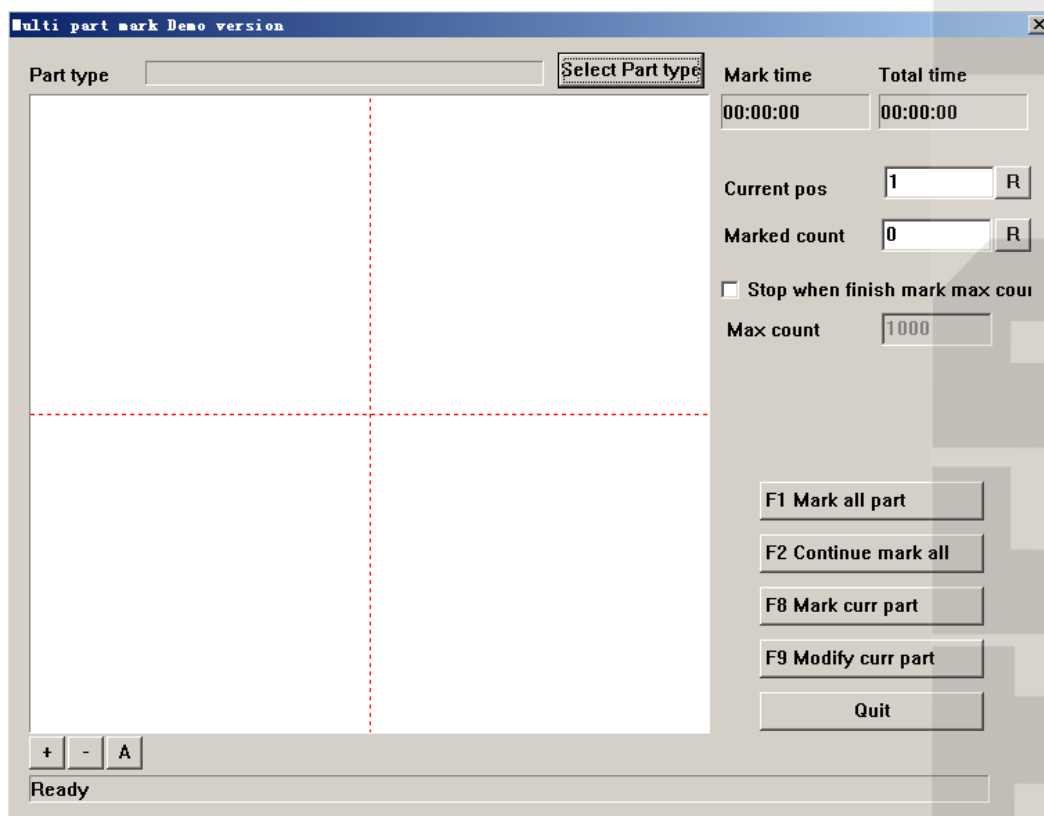 Multi part mark Demo version
Part type
Select Part type
Mark time
Total time
00:00:00
00:00:00
Current pos
1
R
Marked count
0
R
Stop when finish mark max cou
Max count
1000
F1 Mark all part
F2 Continue mark all
F8 Mark curr part
F9 Modify curr part
Quit
+
-
A
Ready